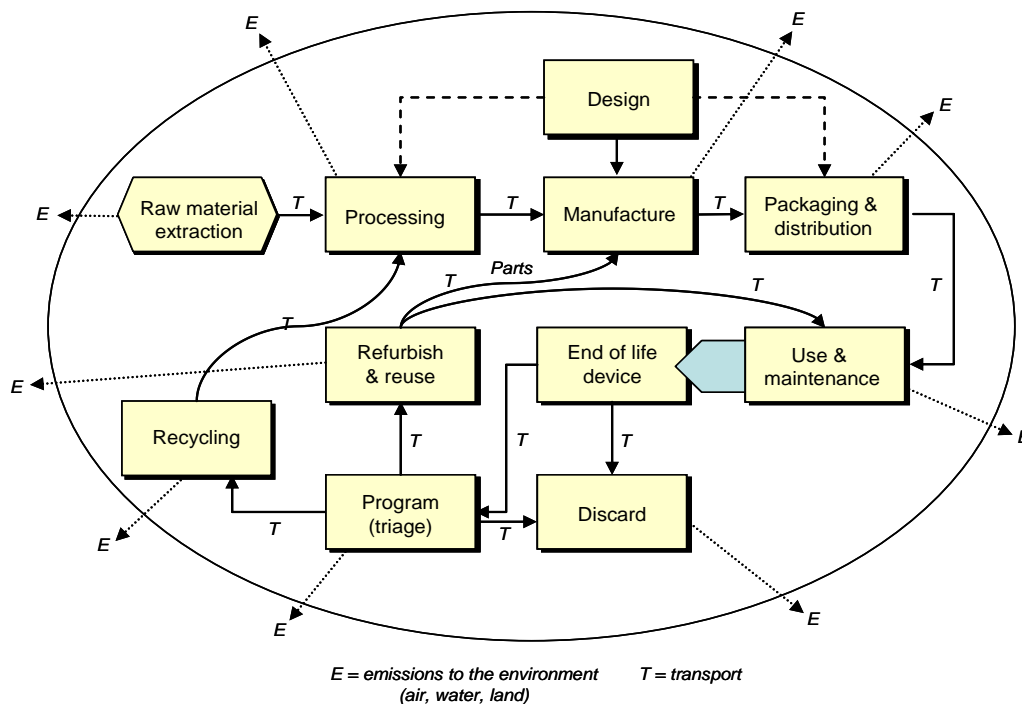 E
E
E
Design
E
E
Raw material
extraction
T
Processing
T
Manufacture
T
Packaging &
distribution
T
Parts
T
T
T
Refurbish
& reuse
End of life
device
Use &
maintenance
E
Recycling
T
T
T
E
Program
(triage)
Discard
T
T
E
E
E
E = emissions to the environment
(air, water, land)
T = transport